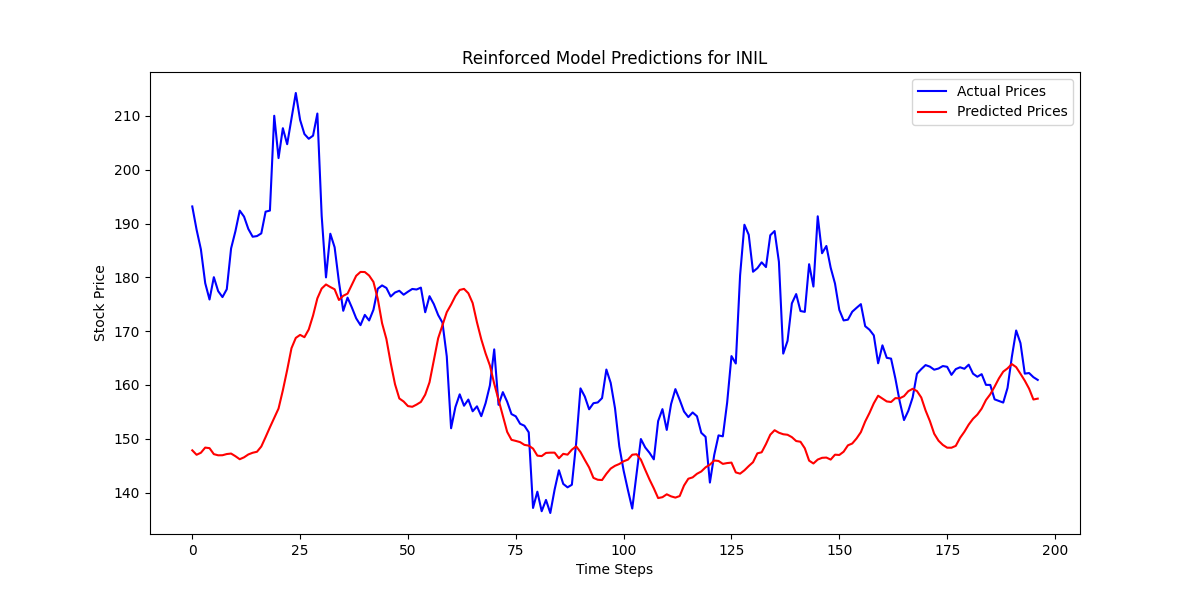 Reinforced Model Predictions for INIL
Actual Prices
Predicted Prices
Stock Price
210
200
190
180
170
160
150
140
0 25 50 75 100 125 150 175 200
Time Steps